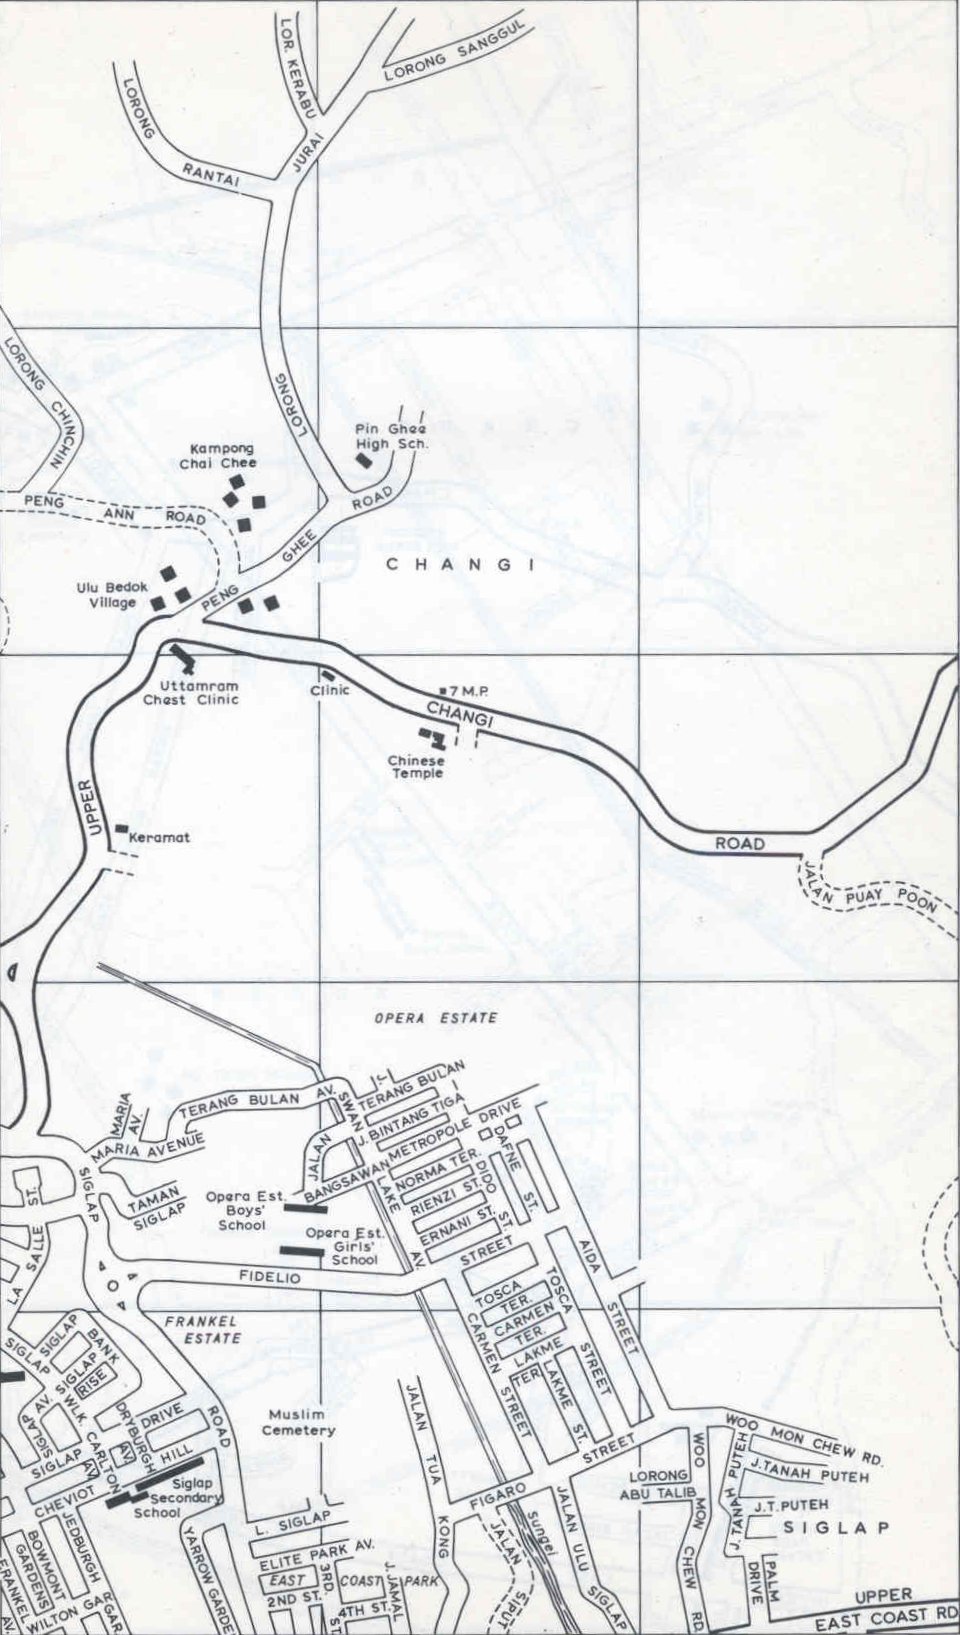 LOR. KERABU
LORONG SANGGUL
LORONG
RANTAI
JURAI
LORONG CHINCHIN
LORONG
Pin Ghee
High Sch.
Kampong
Chai Chee
PENG ANN ROAD
PENG GHEE ROAD
CHANGI
Ulu Bedok
Village
Uttamram
Chest Clinic
Clinic
7 M.P.
UPPER CHANGI ROAD
Chinese
Temple
Keramat
JALAN PUAY POON
OPERA ESTATE
MARIA
AV.
TERANG BULAN AV.
MARIA AVENUE
SWAN
LAKE
AV.
TERANG BULAN
J. BINTANG TIGA
METROPOLE DRIVE
JALAN
BANGSAWAN
NORMA TER.
RIENZI ST.
ERNANI ST.
DIDO
ST.
DAFNE
ST.
SIGLAP
TAMAN
SIGLAP
Opera Est.
Boys'
School
Opera Est.
Girls'
School
LA SALLE ST.
FIDELIO
STREET
AIDA
STREET
TOSCA
TER.
CARMEN
TER.
LAKME
TER.
TOSCA
STREET
CARMEN
STREET
LAKME
ST.
FRANKEL
ESTATE
SIGLAP
BANK
SIGLAP
RISE
SIGLAP
AV.
SIGLAP
WLK
SIGLAP
HILL
CARLTON
AV.
DRYBURGH
AV.
DRIVE
ROAD
CHEVIOT
Siglap
Secondary
School
Muslim
Cemetery
JALAN TUA
KONG
FIGARO
STREET
WOO MON CHEW RD.
J. TANAH PUTEH
J. TANAH PUTEH
J.T. PUTEH
SIGLAP
LORONG
ABU TALIB
WOO
MON
CHEW
RD.
JEDBURGH
GAR.
BOWMONT
GARDENS
FRANKEL
AV.
WILTON GAR
YARROW GARDE
L. SIGLAP
ELITE PARK AV.
EAST COAST PARK
2ND ST.
3RD.
ST
4TH ST.
J. JAMAL
JALAN
SIPUT
Sungei
JALAN ULU
SIGLAP
PALM
DRIVE
UPPER
EAST COAST RD